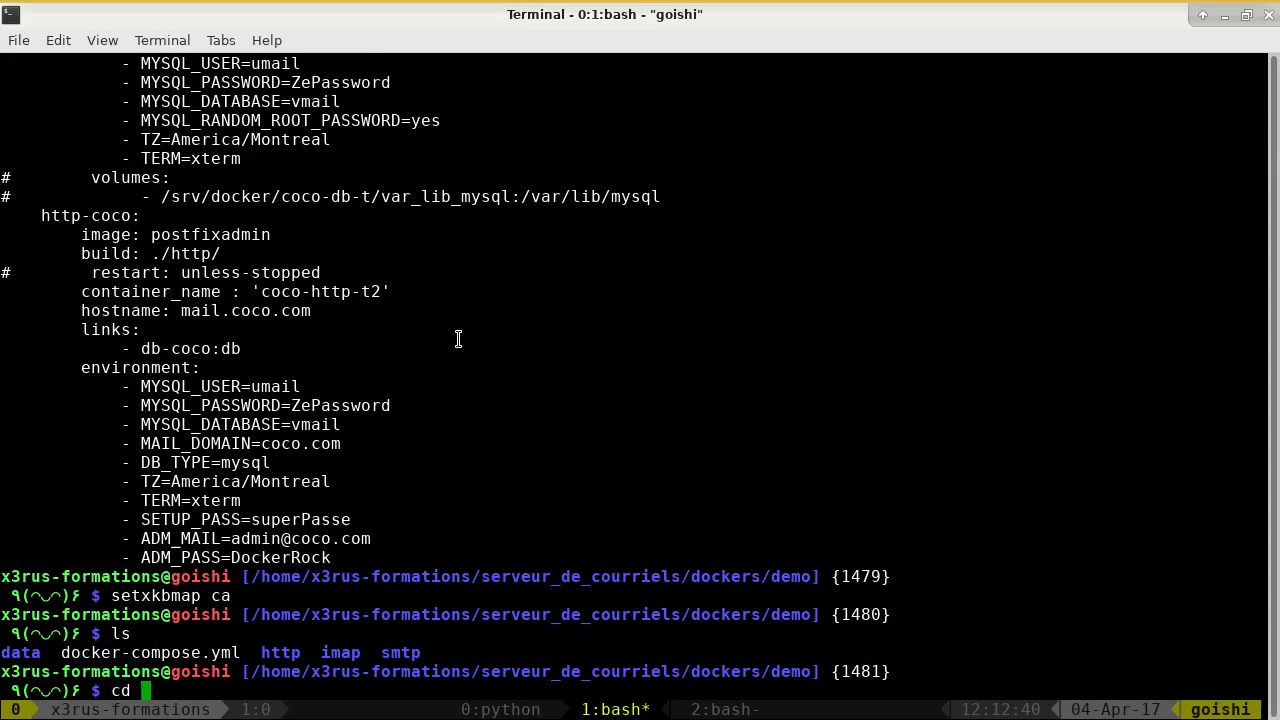 Terminal - 0:1:bash - "goishi"
File Edit View Terminal Tabs Help
- MYSQL_USER=umail
- MYSQL_PASSWORD=ZePassword
- MYSQL_DATABASE=vmail
- MYSQL_RANDOM_ROOT_PASSWORD=yes
- TZ=America/Montreal
- TERM=xterm
# volumes:
# - /srv/docker/coco-db-t/var_lib_mysql:/var/lib/mysql
http-coco:
image: postfixadmin
build: ./http/
# restart: unless-stopped
container_name : 'coco-http-t2'
hostname: mail.coco.com
links:
- db-coco:db
environment:
- MYSQL_USER=umail
- MYSQL_PASSWORD=ZePassword
- MYSQL_DATABASE=vmail
- MAIL_DOMAIN=coco.com
- DB_TYPE=mysql
- TZ=America/Montreal
- TERM=xterm
- SETUP_PASS=superPasse
- ADM_MAIL=admin@coco.com
- ADM_PASS=DockerRock
x3rus-formations@goishi [/home/x3rus-formations/serveur_de_courriels/dockers/demo] {1479}
٩(◠◡◠)۶ $ setxkbmap ca
x3rus-formations@goishi [/home/x3rus-formations/serveur_de_courriels/dockers/demo] {1480}
٩(◠◡◠)۶ $ ls
data docker-compose.yml http imap smtp
x3rus-formations@goishi [/home/x3rus-formations/serveur_de_courriels/dockers/demo] {1481}
٩(◠◡◠)۶ $ cd
0 x3rus-formations 1:0 0:python 1:bash* 2:bash- 12:12:40 04-Apr-17 goishi